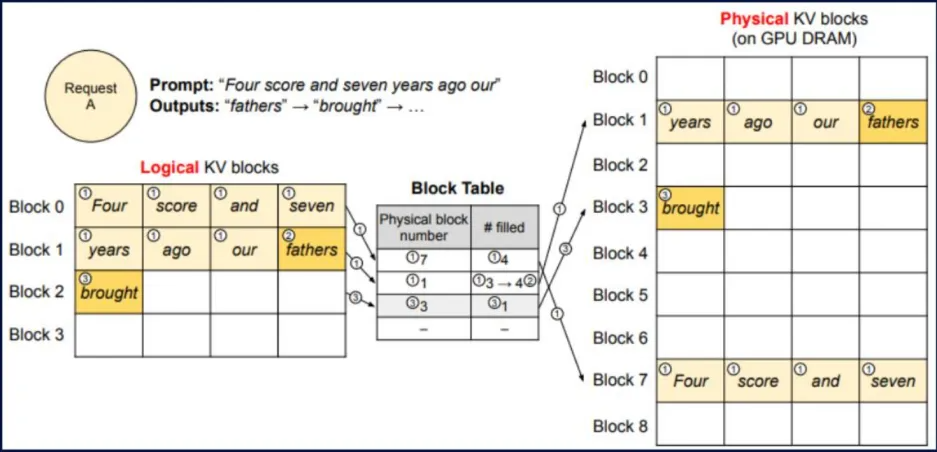 Physical KV blocks
(on GPU DRAM)
Request
A
Prompt: “Four score and seven years ago our”
Outputs: “fathers” → “brought” → …
Logical KV blocks
Block 0
① Four ① score ① and ① seven
Block 1
① years ① ago ① our ② fathers
Block 2
③ brought
Block 3
① ① ③
Block Table
Physical block
number
# filled
①7 ①4
①1 ①3 → 4②
③3 ③1
– –
① ③ ①
Block 0
Block 1
① years ① ago ① our ② fathers
Block 2
Block 3
③ brought
Block 4
Block 5
Block 6
Block 7
① Four ① score ① and ① seven
Block 8